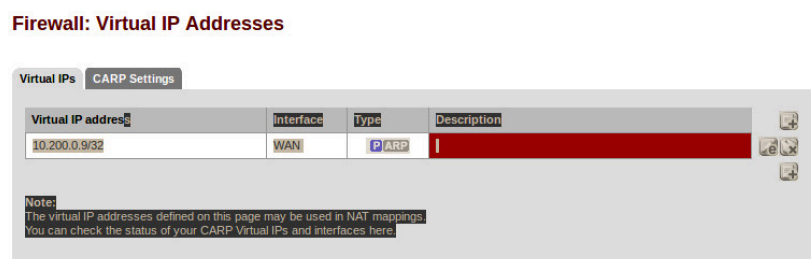 Firewall: Virtual IP Addresses
Virtual IPs CARP Settings
Virtual IP address Interface Type Description
10.200.0.9/32 WAN P ARP
Note:
The virtual IP addresses defined on this page may be used in NAT mappings.
You can check the status of your CARP Virtual IPs and interfaces here.